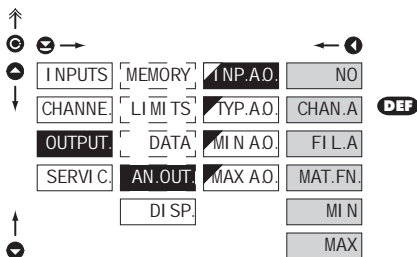 INPUTS MEMORY INP.A.O. NO
CHANNE. LIMITS TYP.A.O. CHAN.A DEF
OUTPUT. DATA MIN A.O. FIL.A
SERVIC. AN.OUT. MAX A.O. MAT.FN.
DISP. MIN
MAX